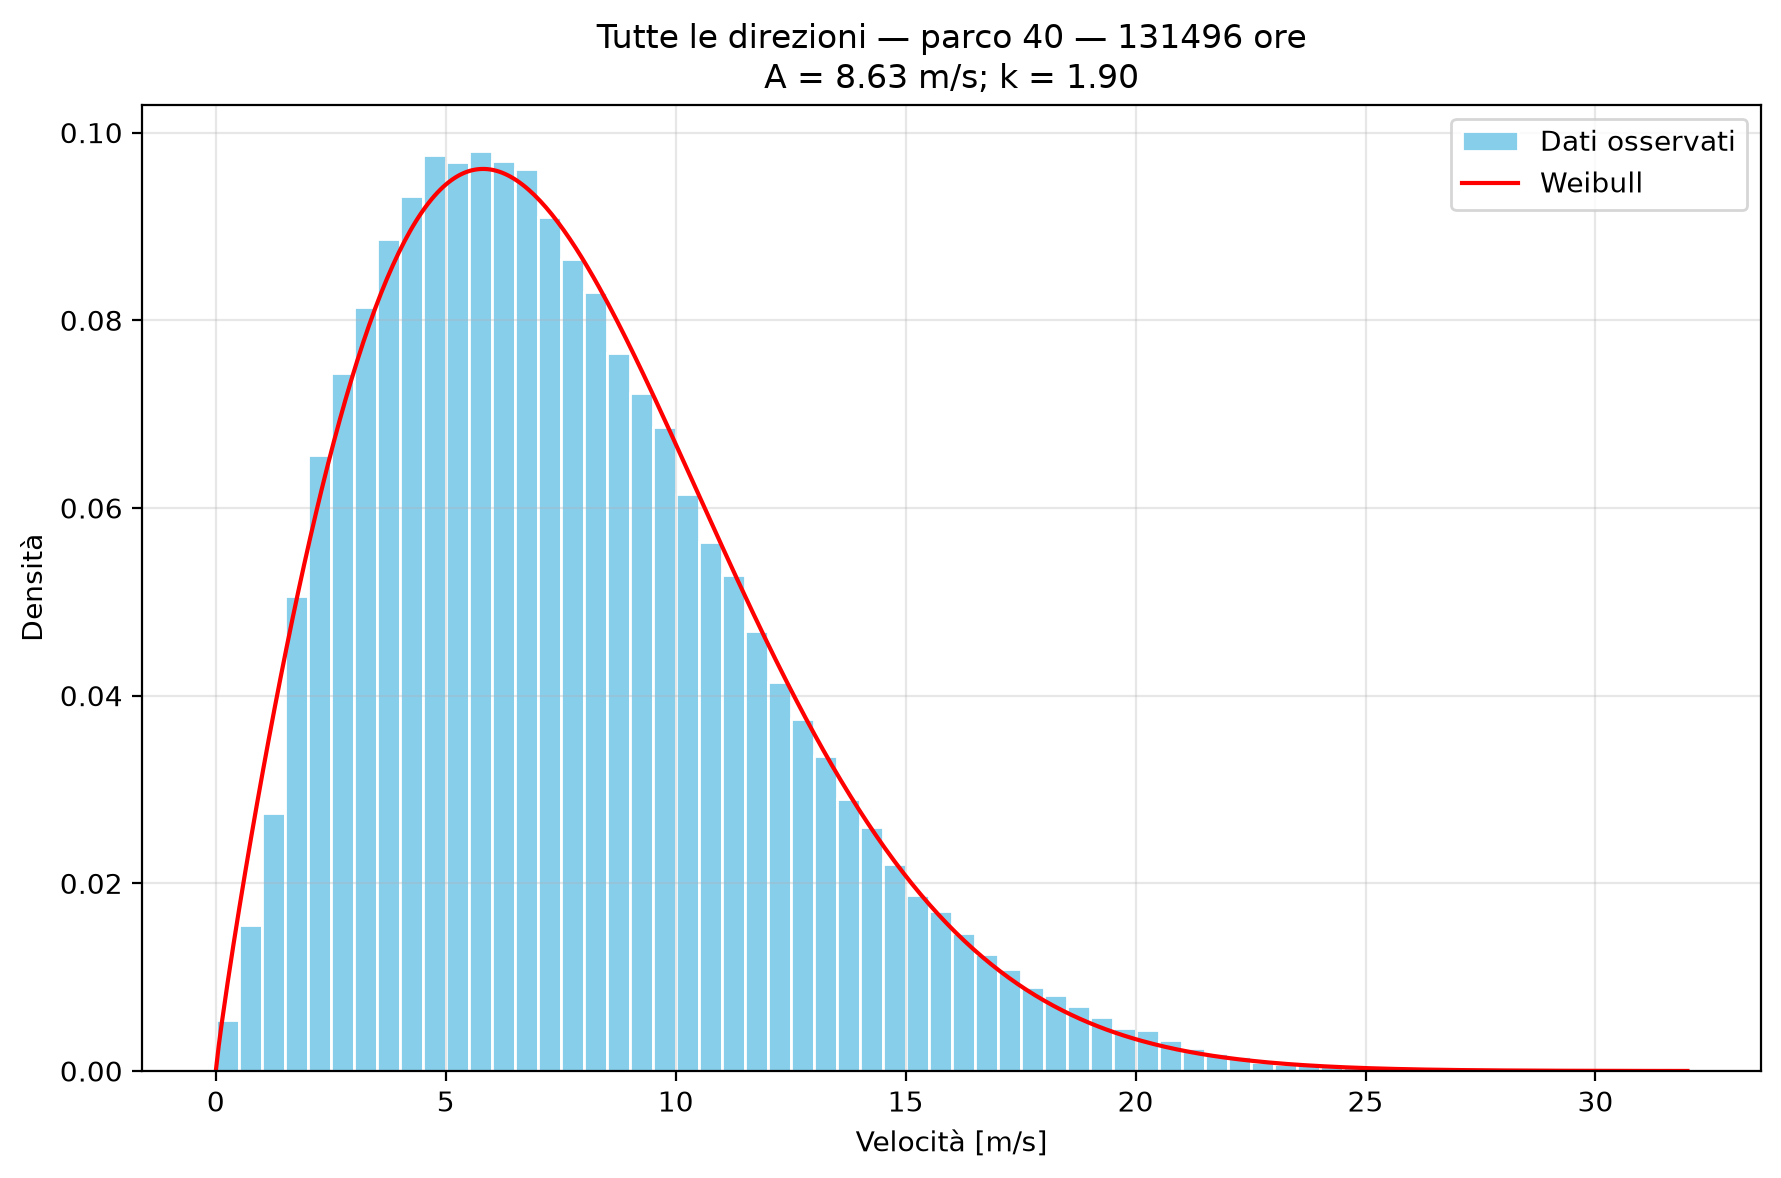 Tutte le direzioni — parco 40 — 131496 ore
A = 8.63 m/s; k = 1.90
Dati osservati
Weibull
Densità
0.10
0.08
0.06
0.04
0.02
0.00
0 5 10 15 20 25 30
Velocità [m/s]